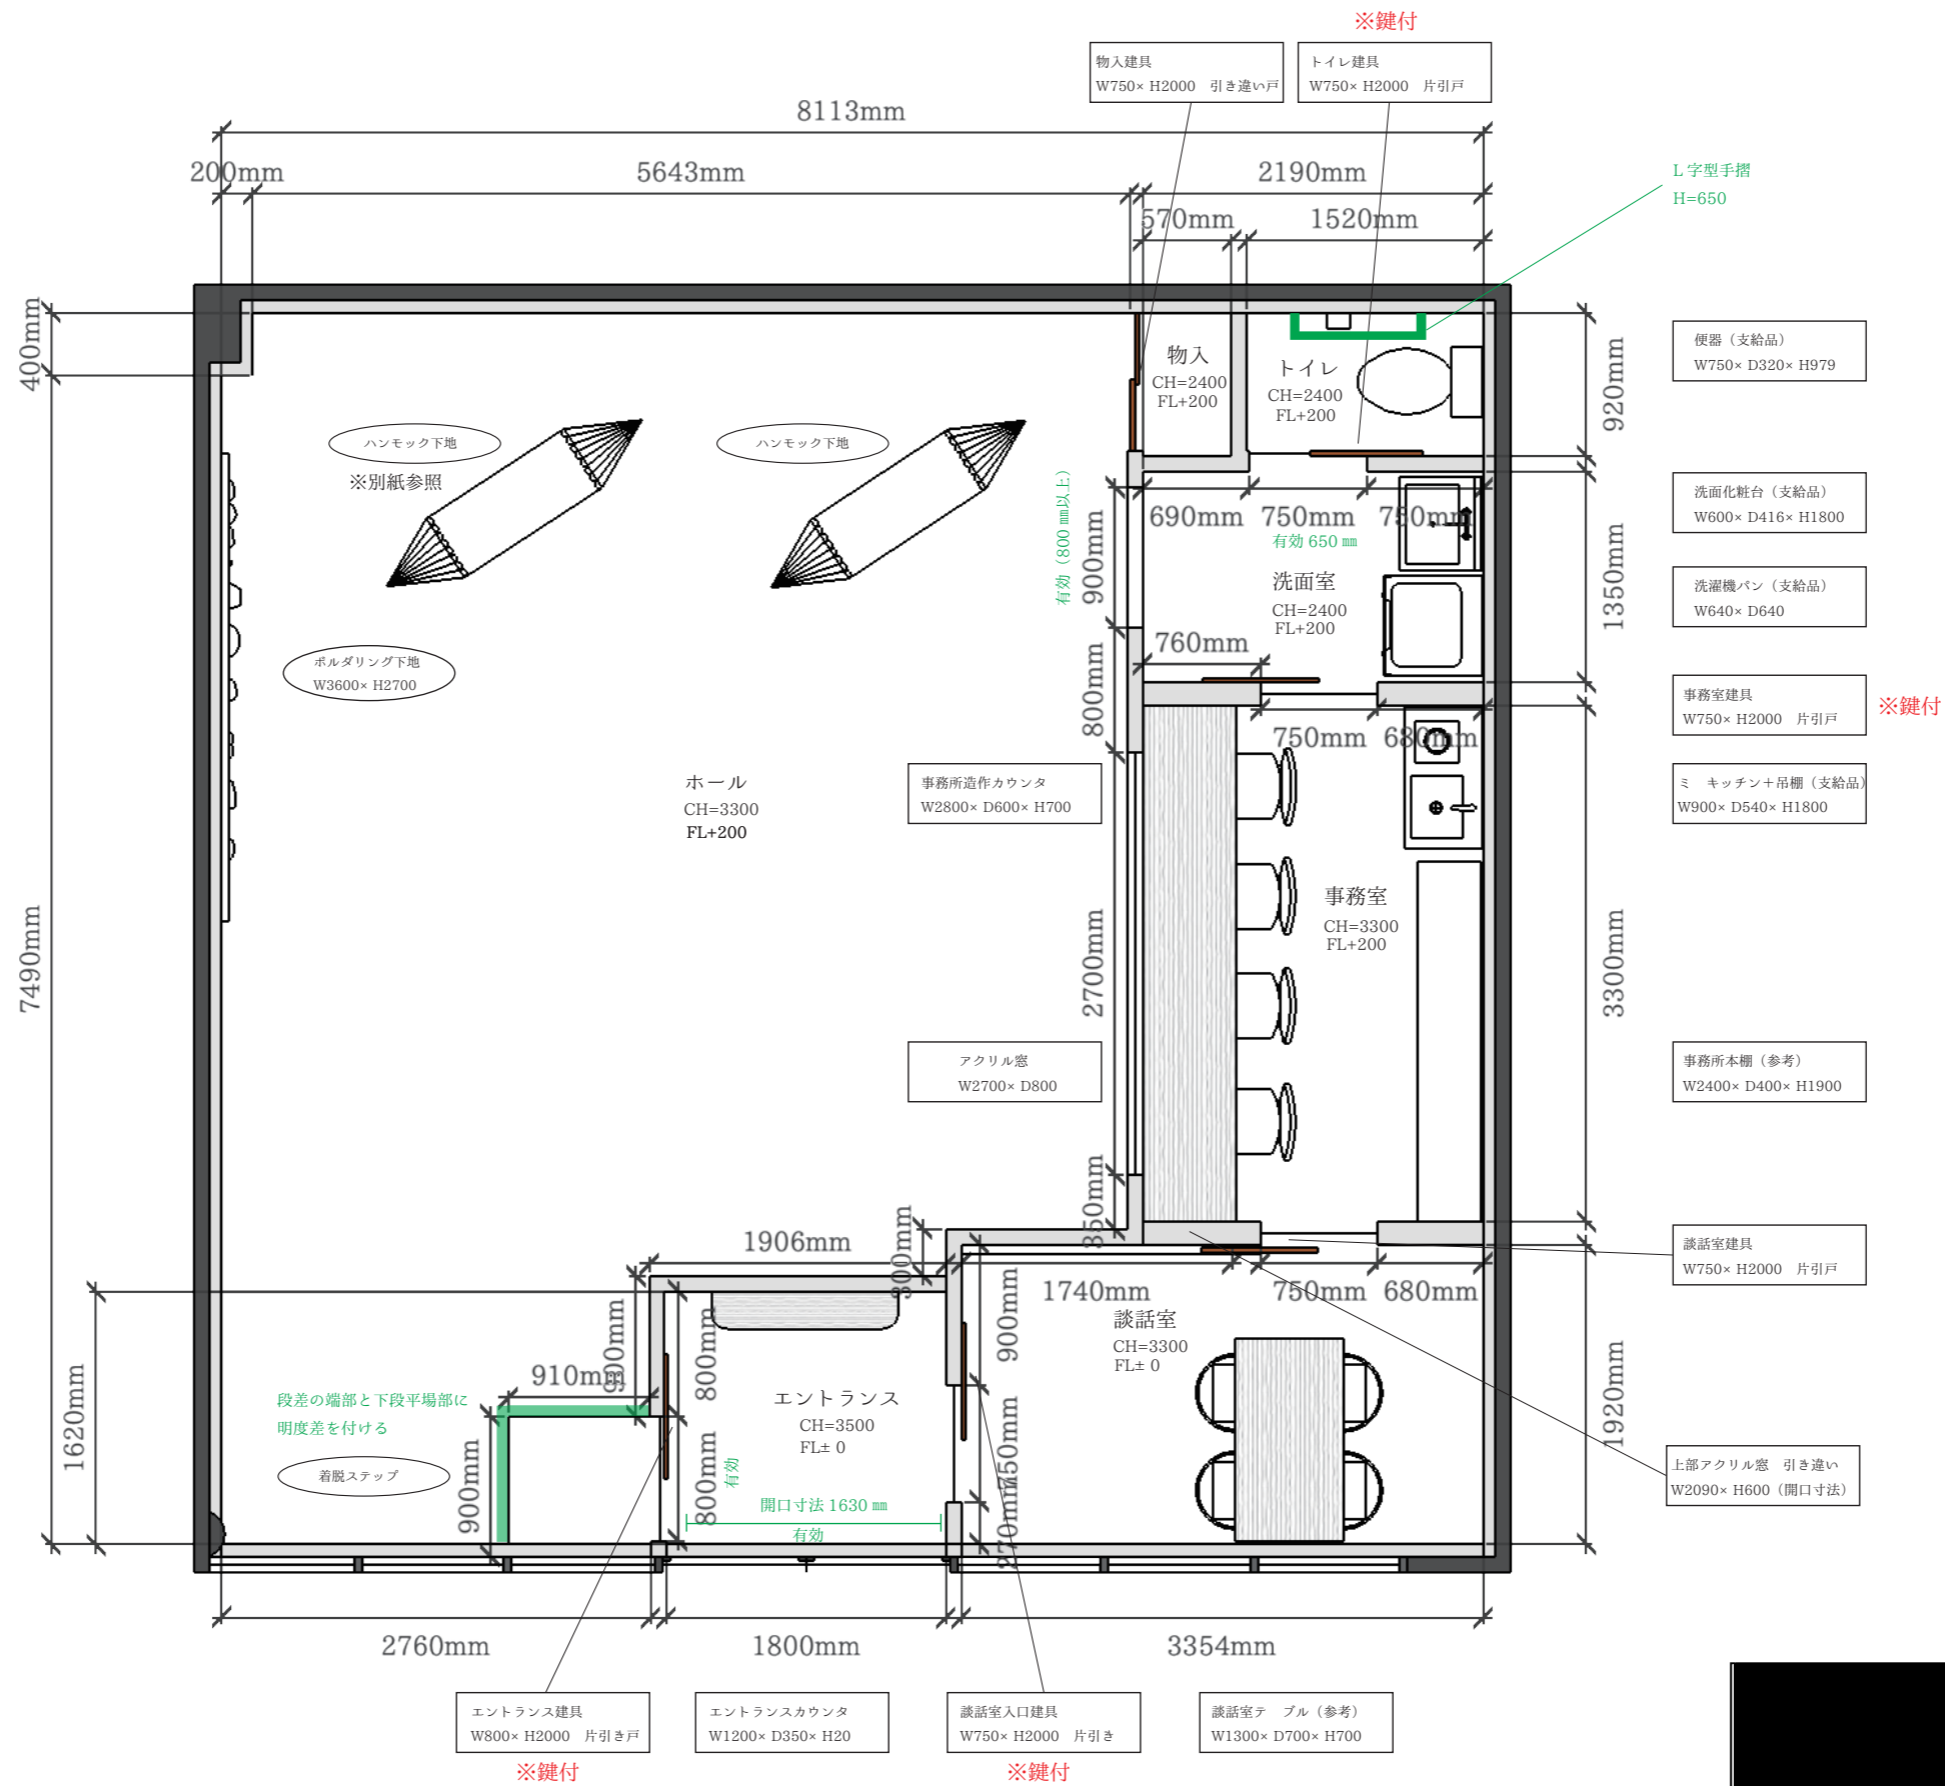 ※鍵付
物入建具
W750× H2000　引き違い戸
トイレ建具
W750× H2000　片引戸
8113mm
200mm
5643mm
2190mm
570mm
1520mm
L 字型手摺
H=650
400mm
物入
CH=2400
FL+200
トイレ
CH=2400
FL+200
920mm
便器（支給品）
W750× D320× H979
ハンモック下地
※別紙参照
ハンモック下地
有効（800 ㎜以上）
900mm
690mm
750mm
750mm
有効 650 ㎜
洗面室
CH=2400
FL+200
1350mm
洗面化粧台（支給品）
W600× D416× H1800
洗濯機パン（支給品）
W640× D640
ボルダリング下地
W3600× H2700
800mm
760mm
事務室建具
W750× H2000　片引戸
※鍵付
750mm
680mm
ホール
CH=3300
FL+200
事務所造作カウンタ
W2800× D600× H700
ミ　キッチン＋吊棚（支給品）
W900× D540× H1800
事務室
CH=3300
FL+200
7490mm
2700mm
3300mm
アクリル窓
W2700× D800
事務所本棚（参考）
W2400× D400× H1900
350mm
300mm
1906mm
談話室建具
W750× H2000　片引戸
1740mm
750mm
680mm
談話室
CH=3300
FL± 0
900mm
900mm
800mm
910mm
1620mm
段差の端部と下段平場部に
明度差を付ける
エントランス
CH=3500
FL± 0
着脱ステップ
900mm
800mm
有効
開口寸法 1630 ㎜
有効
750mm
270mm
1920mm
上部アクリル窓　引き違い
W2090× H600（開口寸法）
2760mm
1800mm
3354mm
エントランス建具
W800× H2000　片引き戸
※鍵付
エントランスカウンタ
W1200× D350× H20
談話室入口建具
W750× H2000　片引き
※鍵付
談話室テ　ブル（参考）
W1300× D700× H700